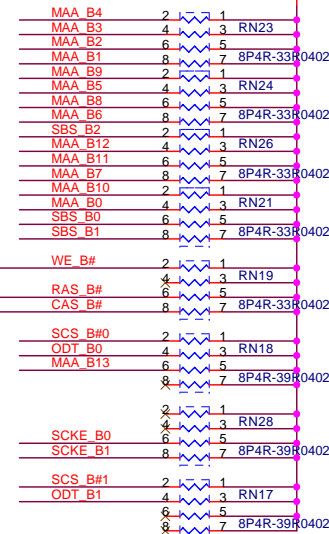 MAA_B4 2 1
MAA_B3 4 3 RN23
MAA_B2 6 5
MAA_B1 8 7 8P4R-33R0402
MAA_B9 2 1
MAA_B5 4 3 RN24
MAA_B8 6 5
MAA_B6 8 7 8P4R-33R0402
SBS_B2 2 1
MAA_B12 4 3 RN26
MAA_B11 6 5
MAA_B7 8 7 8P4R-33R0402
MAA_B10 2 1
MAA_B0 4 3 RN21
SBS_B0 6 5
SBS_B1 8 7 8P4R-33R0402
WE_B# 2 1
4 3 RN19
RAS_B# 6 5
CAS_B# 8 7 8P4R-33R0402
SCS_B#0 2 1
ODT_B0 4 3 RN18
MAA_B13 6 5
8 7 8P4R-39R0402
2 1
4 3 RN28
SCKE_B0 6 5
SCKE_B1 8 7 8P4R-39R0402
SCS_B#1 2 1
ODT_B1 4 3 RN17
6 5
8 7 8P4R-39R0402